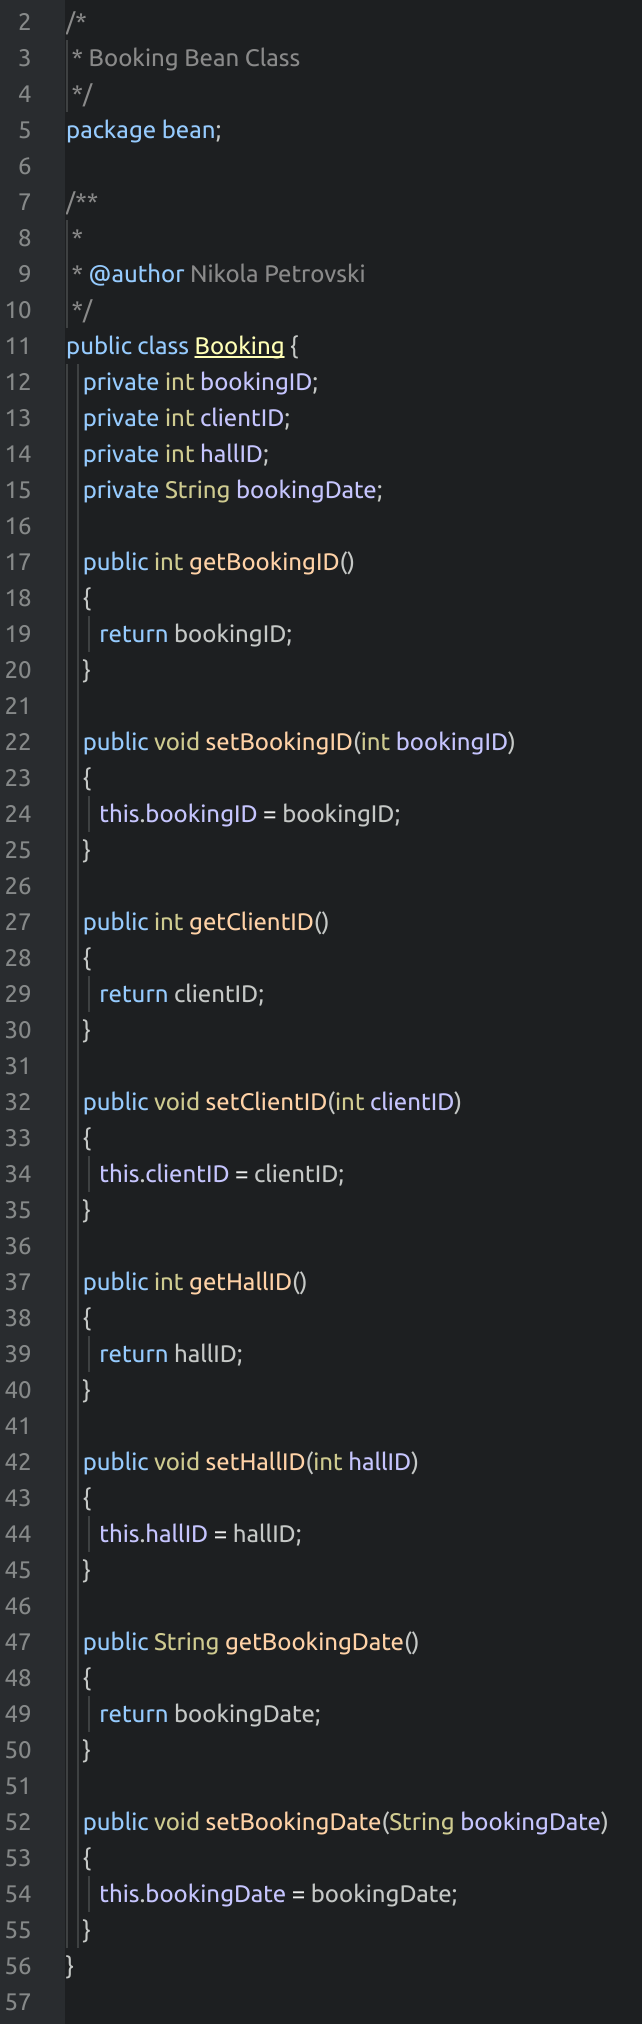 2 /*
3 * Booking Bean Class
4 */
5 package bean;
6
7 /**
8 *
9 * @author Nikola Petrovski
10 */
11 public class Booking {
12 private int bookingID;
13 private int clientID;
14 private int hallID;
15 private String bookingDate;
16
17 public int getBookingID()
18 {
19 return bookingID;
20 }
21
22 public void setBookingID(int bookingID)
23 {
24 this.bookingID = bookingID;
25 }
26
27 public int getClientID()
28 {
29 return clientID;
30 }
31
32 public void setClientID(int clientID)
33 {
34 this.clientID = clientID;
35 }
36
37 public int getHallID()
38 {
39 return hallID;
40 }
41
42 public void setHallID(int hallID)
43 {
44 this.hallID = hallID;
45 }
46
47 public String getBookingDate()
48 {
49 return bookingDate;
50 }
51
52 public void setBookingDate(String bookingDate)
53 {
54 this.bookingDate = bookingDate;
55 }
56 }
57